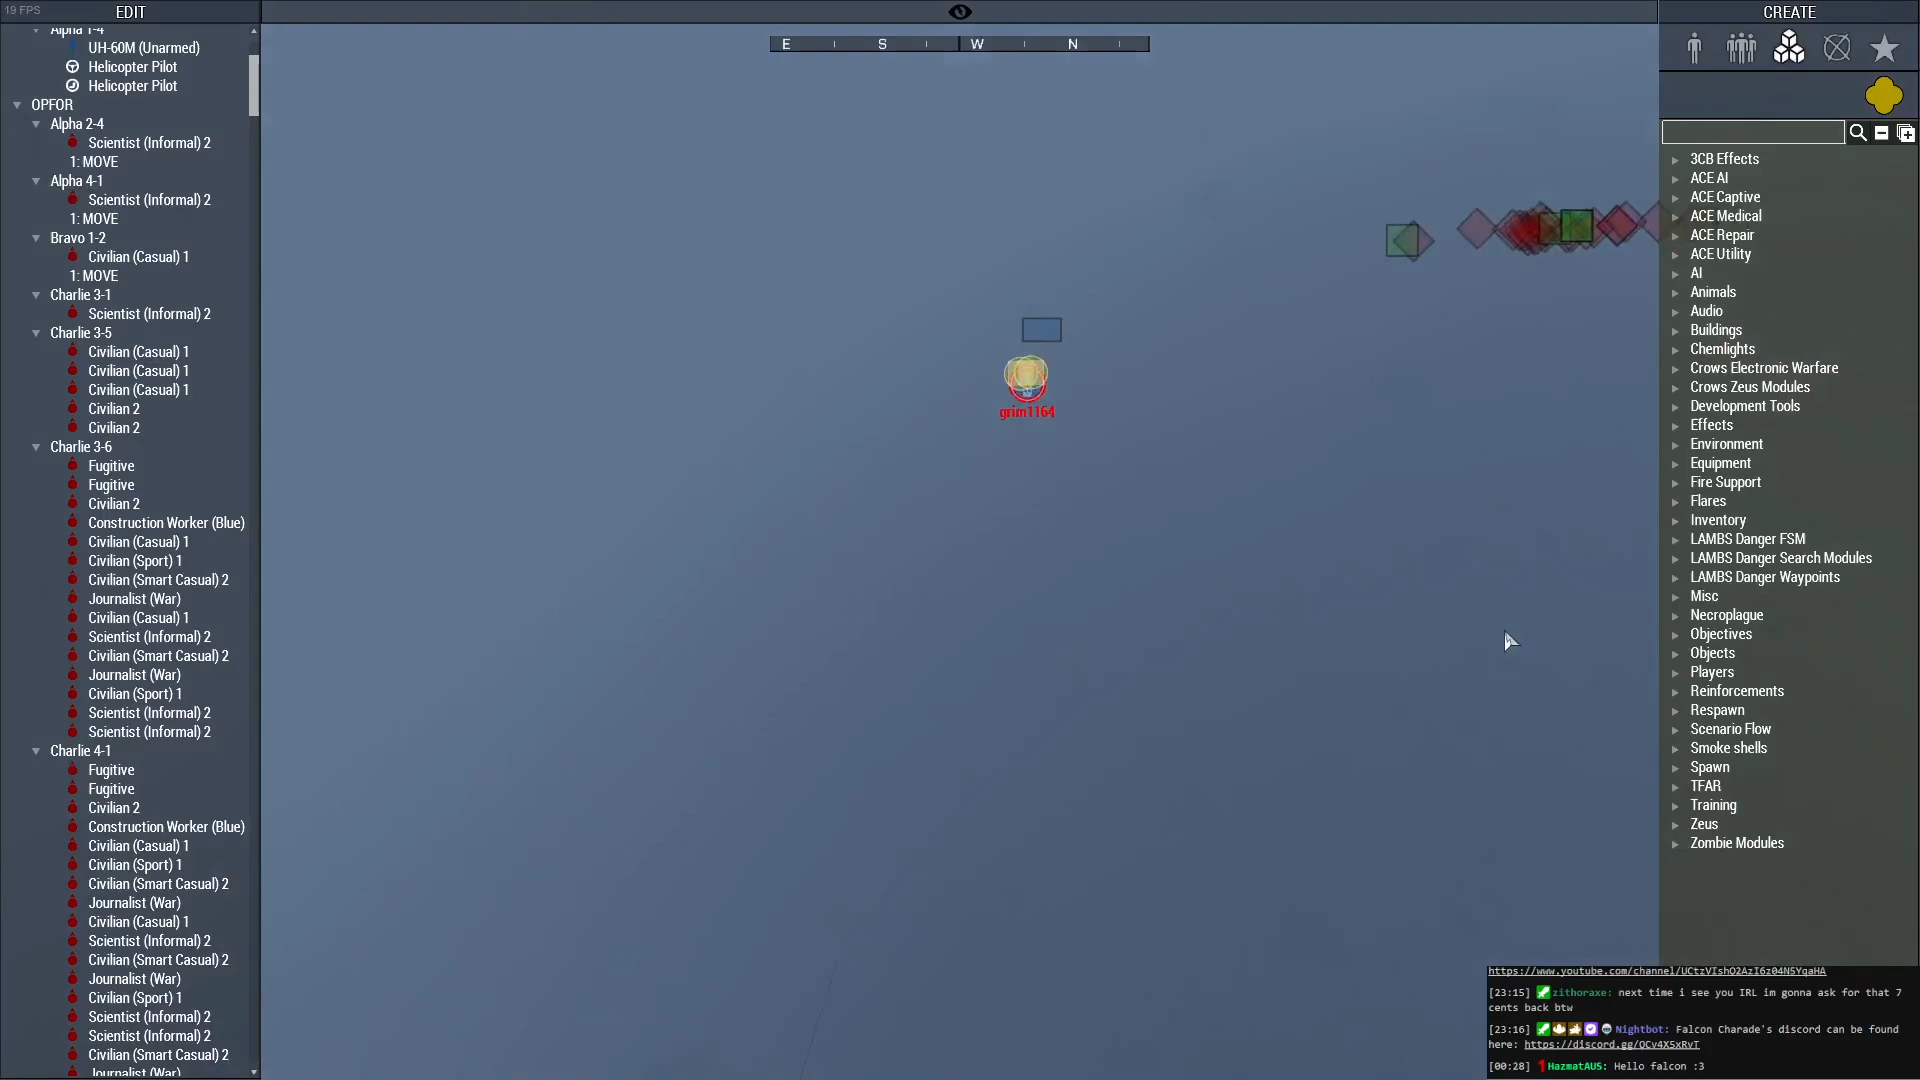 19 FPS
EDIT
Alpha 1-4
UH-60M (Unarmed)
Helicopter Pilot
Helicopter Pilot
OPFOR
Alpha 2-4
Scientist (Informal) 2
1: MOVE
Alpha 4-1
Scientist (Informal) 2
1: MOVE
Bravo 1-2
Civilian (Casual) 1
1: MOVE
Charlie 3-1
Scientist (Informal) 2
Charlie 3-5
Civilian (Casual) 1
Civilian (Casual) 1
Civilian (Casual) 1
Civilian 2
Civilian 2
Charlie 3-6
Fugitive
Fugitive
Civilian 2
Construction Worker (Blue)
Civilian (Casual) 1
Civilian (Sport) 1
Civilian (Smart Casual) 2
Journalist (War)
Civilian (Casual) 1
Scientist (Informal) 2
Civilian (Smart Casual) 2
Journalist (War)
Civilian (Sport) 1
Scientist (Informal) 2
Scientist (Informal) 2
Charlie 4-1
Fugitive
Fugitive
Civilian 2
Construction Worker (Blue)
Civilian (Casual) 1
Civilian (Sport) 1
Civilian (Smart Casual) 2
Journalist (War)
Civilian (Casual) 1
Scientist (Informal) 2
Civilian (Smart Casual) 2
Journalist (War)
Civilian (Sport) 1
Scientist (Informal) 2
Scientist (Informal) 2
Civilian (Smart Casual) 2
Journalist (War)
E S W N
grim1164
CREATE
3CB Effects
ACE AI
ACE Captive
ACE Medical
ACE Repair
ACE Utility
AI
Animals
Audio
Buildings
Chemlights
Crows Electronic Warfare
Crows Zeus Modules
Development Tools
Effects
Environment
Equipment
Fire Support
Flares
Inventory
LAMBS Danger FSM
LAMBS Danger Search Modules
LAMBS Danger Waypoints
Misc
Necroplague
Objectives
Objects
Players
Reinforcements
Respawn
Scenario Flow
Smoke shells
Spawn
TFAR
Training
Zeus
Zombie Modules
https://www.youtube.com/channel/UCtzVIshO2AzI6z04N5YqaHA
[23:15] zithoraxe: next time i see you IRL im gonna ask for that 7
cents back btw
[23:16] Nightbot: Falcon Charade's discord can be found
here: https://discord.gg/QCv4X5xRvT
[00:28] HazmatAUS: Hello falcon :3